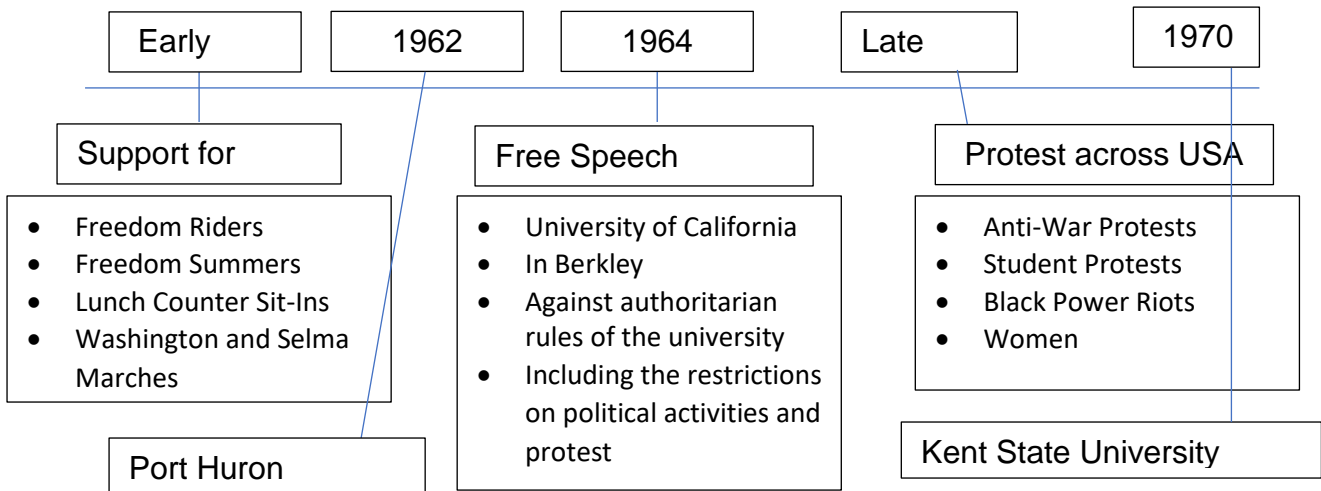 Early
1962
1964
Late
1970
Support for
Free Speech
Protest across USA
• Freedom Riders
• Freedom Summers
• Lunch Counter Sit-Ins
• Washington and Selma
Marches
• University of California
• In Berkley
• Against authoritarian
rules of the university
• Including the restrictions
on political activities and
protest
• Anti-War Protests
• Student Protests
• Black Power Riots
• Women
Port Huron
Kent State University